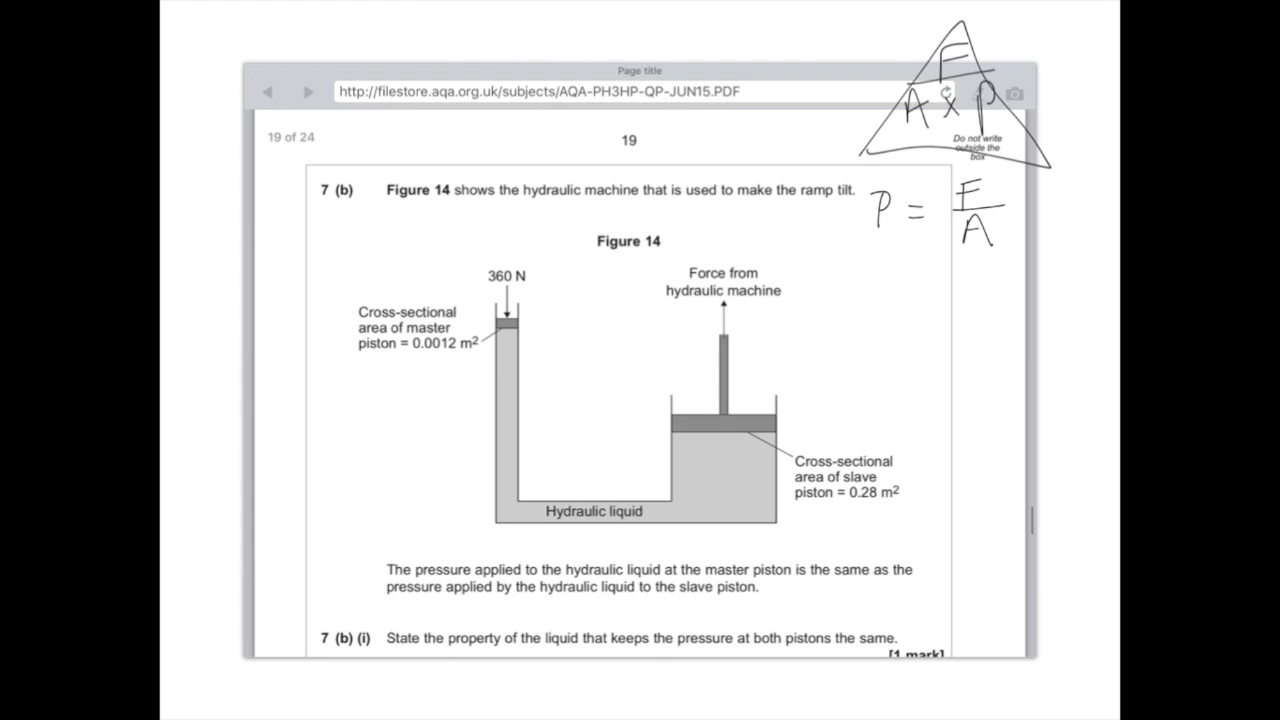 Page title
http://filestore.aqa.org.uk/subjects/AQA-PH3HP-QP-JUN15.PDF
F
A x P
19 of 24
19
Do not write
outside the
box
7 (b) Figure 14 shows the hydraulic machine that is used to make the ramp tilt.
P = F
A
Figure 14
360 N
Force from
hydraulic machine
Cross-sectional
area of master
piston = 0.0012 m²
Cross-sectional
area of slave
piston = 0.28 m²
Hydraulic liquid
The pressure applied to the hydraulic liquid at the master piston is the same as the
pressure applied by the hydraulic liquid to the slave piston.
7 (b) (i) State the property of the liquid that keeps the pressure at both pistons the same.
[1 mark]